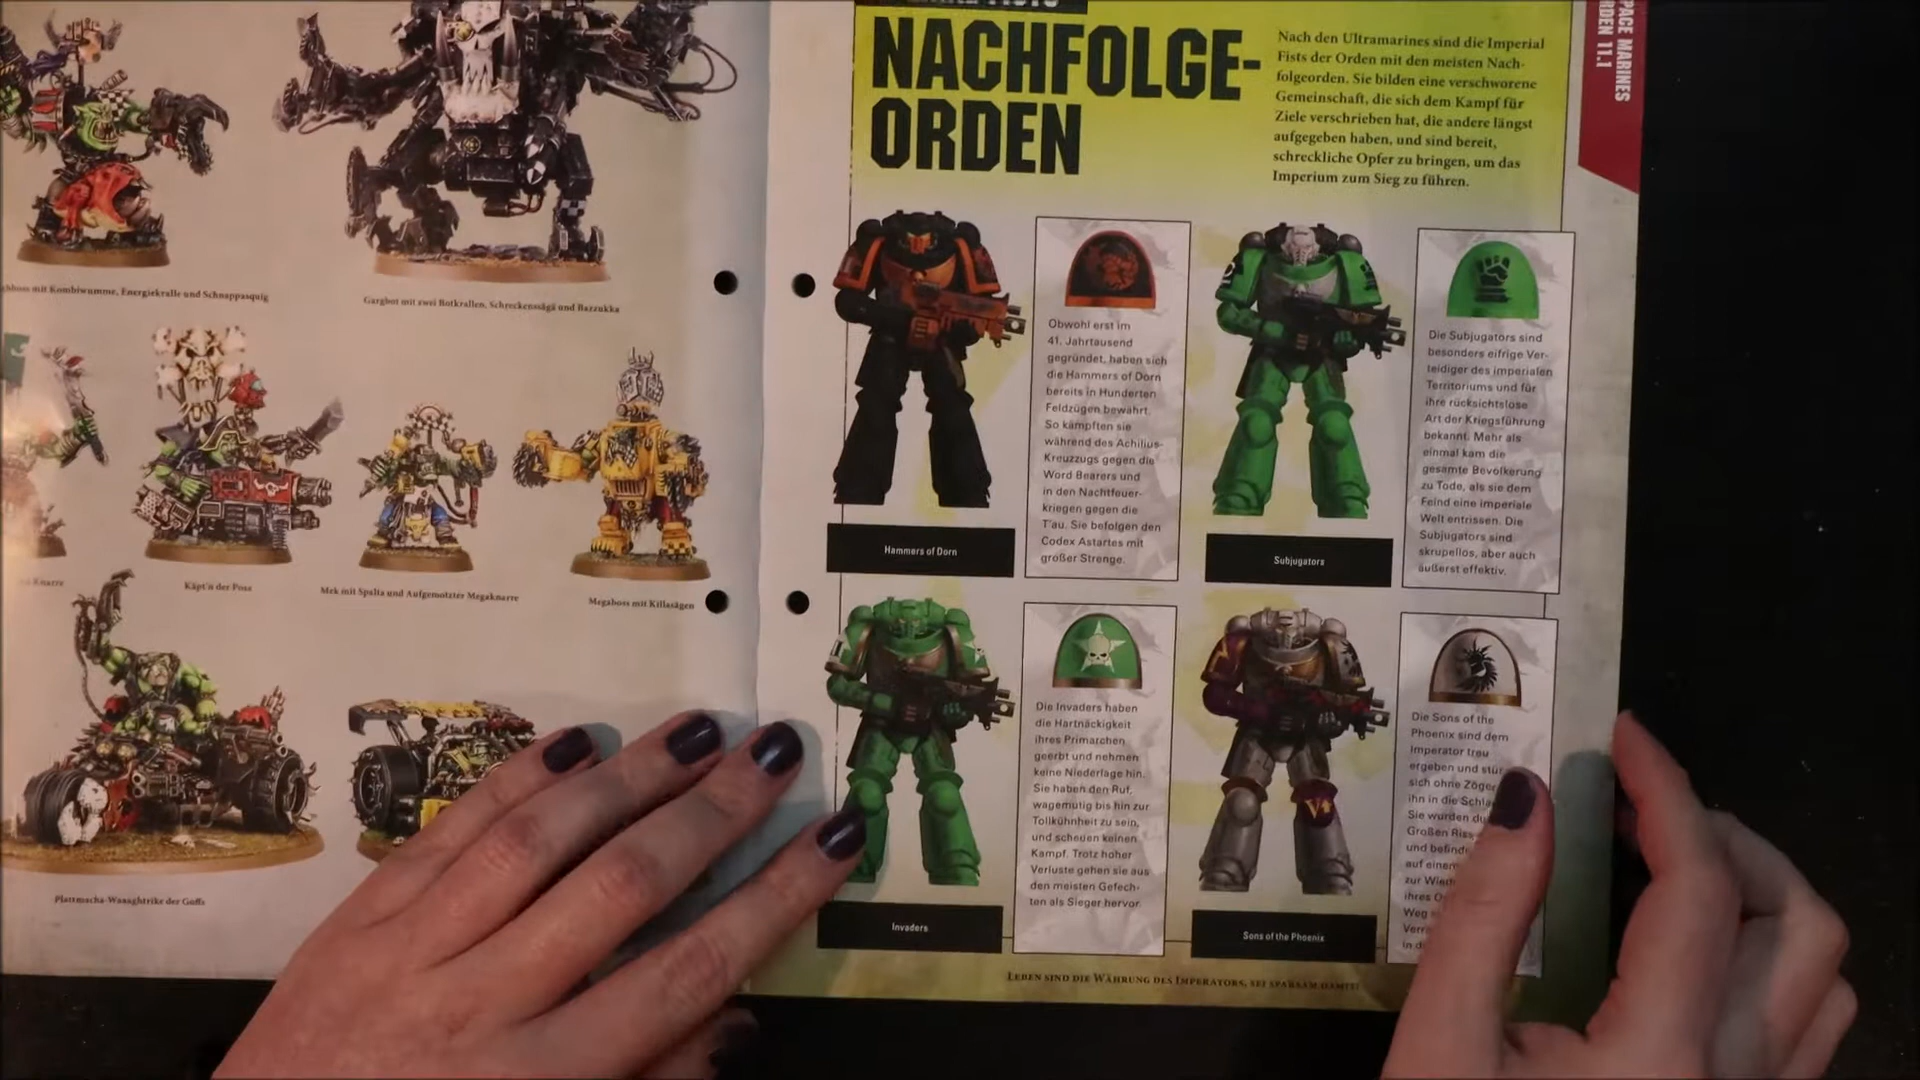 Kombiwumme, Energiekralle und Schnappasquig
Gargbot mit zwei Botkrallen, Schreckenssäga und Bazzukka
Knarre
Käpt'n der Posa
Mek mit Spalta und Aufgemotzter Megaknarre
Megaboss mit Killasägen
Plattmacha-Waaaghtrike der Goffs
NACHFOLGE-
ORDEN
Nach den Ultramarines sind die Imperial
Fists der Orden mit den meisten Nach-
folgeorden. Sie bilden eine verschworene
Gemeinschaft, die sich dem Kampf für
Ziele verschrieben hat, die andere längst
aufgegeben haben, und sind bereit,
schreckliche Opfer zu bringen, um das
Imperium zum Sieg zu führen.
SPACE MARINES
ORDEN 11.1
Obwohl erst im
41. Jahrtausend
gegründet, haben sich
die Hammers of Dorn
bereits in Hunderten
Feldzügen bewährt.
So kämpften sie
während des Achilius-
Kreuzzugs gegen die
Word Bearers und
in den Nachtfeuer-
kriegen gegen die
T'au. Sie befolgen den
Codex Astartes mit
großer Strenge.
Hammers of Dorn
Die Subjugators sind
besonders eifrige Ver-
teidiger des imperialen
Territoriums und für
ihre rücksichtslose
Art der Kriegsführung
bekannt. Mehr als
einmal kam die
gesamte Bevölkerung
zu Tode, als sie dem
Feind eine imperiale
Welt entrissen. Die
Subjugators sind
skrupellos, aber auch
äußerst effektiv.
Subjugators
Die Invaders haben
die Hartnäckigkeit
ihres Primarchen
geerbt und nehmen
keine Niederlage hin.
Sie haben den Ruf,
wagemutig bis hin zur
Tollkühnheit zu sein,
und scheuen keinen
Kampf. Trotz hoher
Verluste gehen sie aus
den meisten Gefech-
ten als Sieger hervor.
Invaders
Die Sons of the
Phoenix sind dem
Imperator treu
ergeben und stür
sich ohne Zöge
ihn in die Schla
Sie wurden du
Großen Ris
und befind
auf einem
zur Wied
ihres O
Weg
Verr
in d
Sons of the Phoenix
V
LEBEN SIND DIE WÄHRUNG DES IMPERATORS, SEI SPARSAM DAMIT!